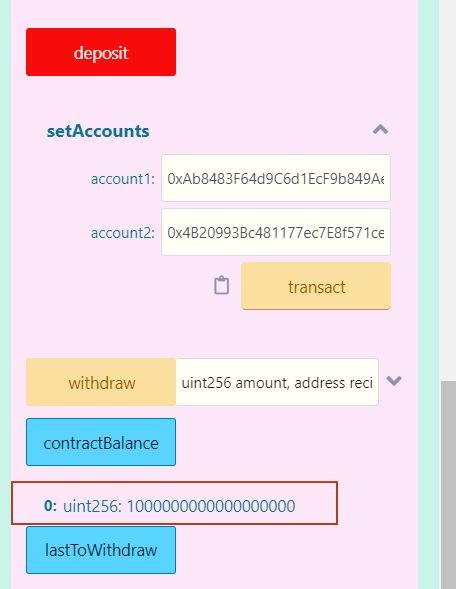 deposit
setAccounts
account1: 0xAb8483F64d9C6d1EcF9b849Ae
account2: 0x4B20993Bc481177ec7E8f571ce
transact
withdraw uint256 amount, address reci
contractBalance
0: uint256: 1000000000000000000
lastToWithdraw